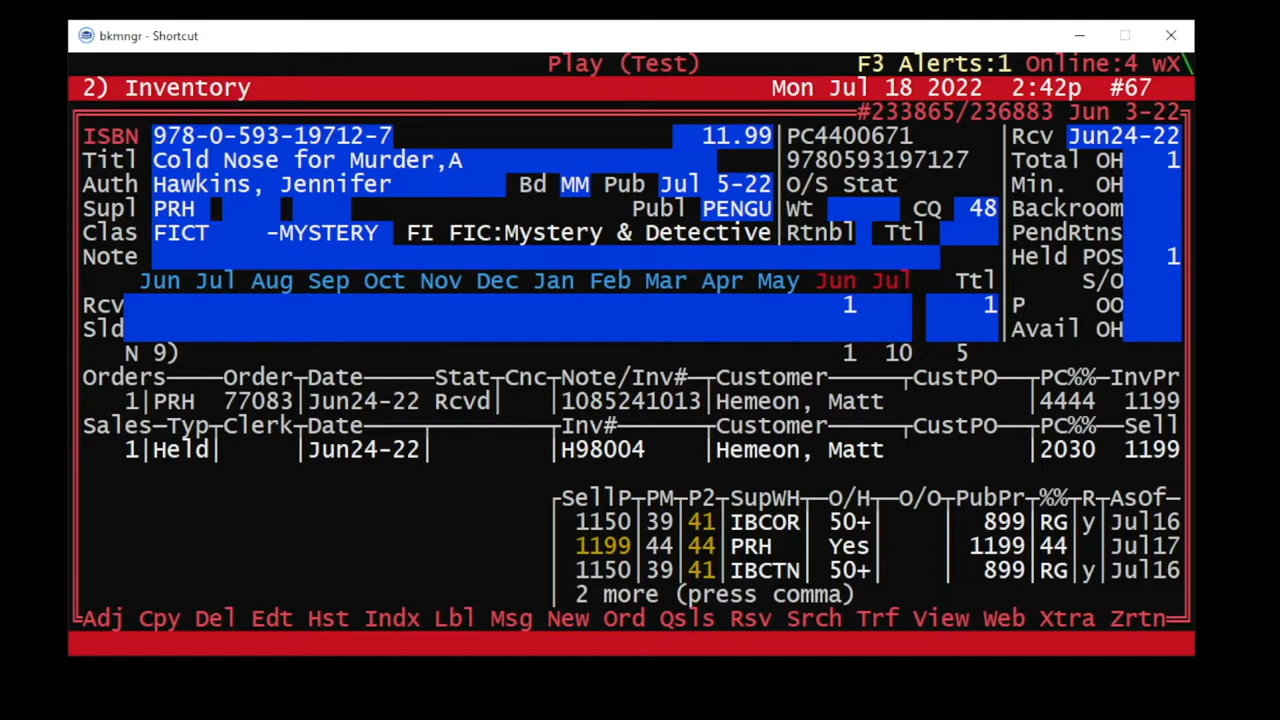 bkmngr - Shortcut
Play (Test) F3 Alerts:1 Online:4 wX\
2) Inventory Mon Jul 18 2022 2:42p #67
#233865/236883 Jun 3-22
ISBN 978-0-593-19712-7 11.99 PC4400671 Rcv Jun24-22
Titl Cold Nose for Murder,A 9780593197127 Total OH 1
Auth Hawkins, Jennifer Bd MM Pub Jul 5-22 O/S Stat Min. OH
Supl PRH Publ PENGU Wt CQ 48 Backroom
Clas FICT -MYSTERY FI FIC:Mystery & Detective Rtnbl Ttl PendRtns
Note Held POS 1
Jun Jul Aug Sep Oct Nov Dec Jan Feb Mar Apr May Jun Jul Ttl S/O
Rcv 1 1 P OO
Sld Avail OH
N 9) 1 10 5
Orders Order Date Stat Cnc Note/Inv# Customer CustPO PC%% InvPr
1 PRH 77083 Jun24-22 Rcvd 1085241013 Hemeon, Matt 4444 1199
Sales-Typ Clerk Date Inv# Customer CustPO PC%% Sell
1 Held Jun24-22 H98004 Hemeon, Matt 2030 1199
SellP PM P2 SupWH O/H O/O PubPr %% R AsOf
1150 39 41 IBCOR 50+ 899 RG y Jul16
1199 44 44 PRH Yes 1199 44 Jul17
1150 39 41 IBCTN 50+ 899 RG y Jul16
2 more (press comma)
Adj Cpy Del Edt Hst Indx Lbl Msg New Ord Qsls Rsv Srch Trf View Web Xtra Zrtn